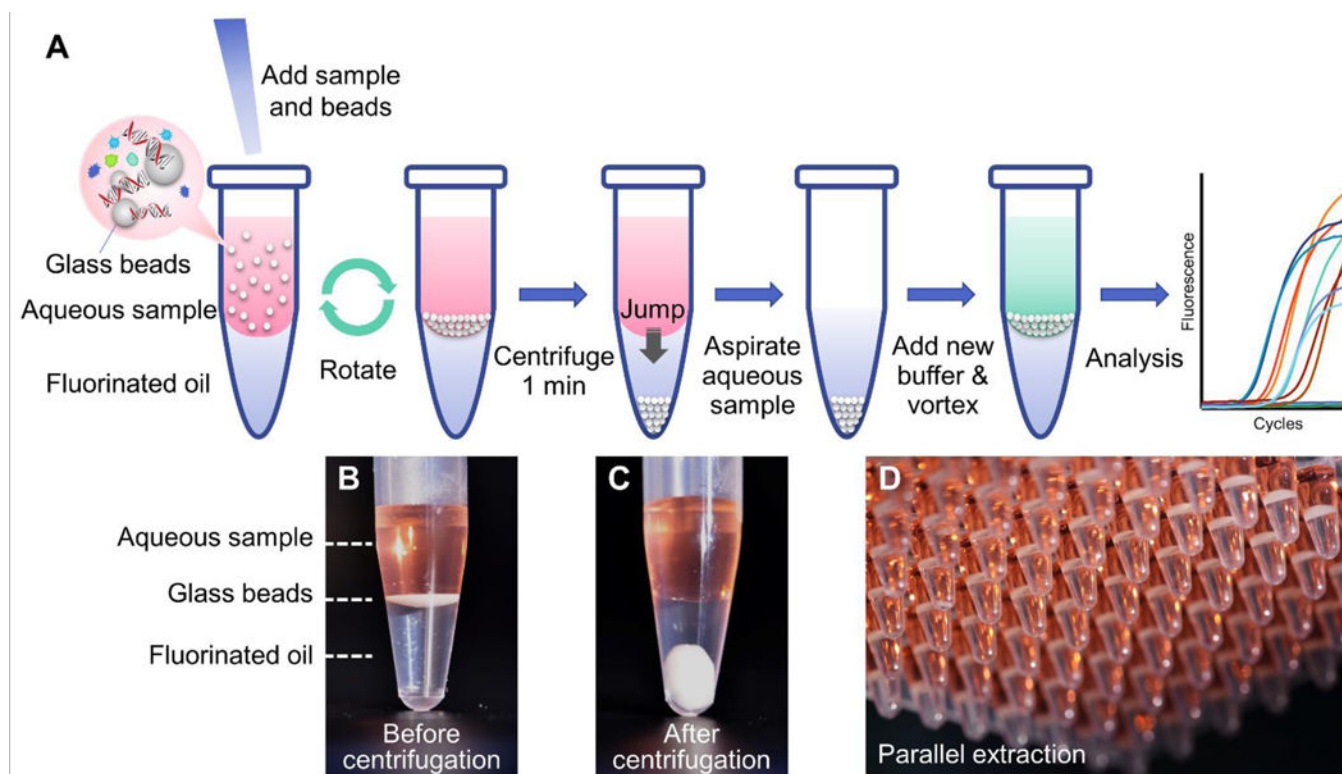 A
Add sample
and beads
Glass beads
Aqueous sample
Fluorinated oil
Rotate
Centrifuge
1 min
Jump
Aspirate
aqueous
sample
Add new
buffer &
vortex
Analysis
Fluorescence
Cycles
B
Aqueous sample
Glass beads
Fluorinated oil
Before
centrifugation
C
After
centrifugation
D
Parallel extraction